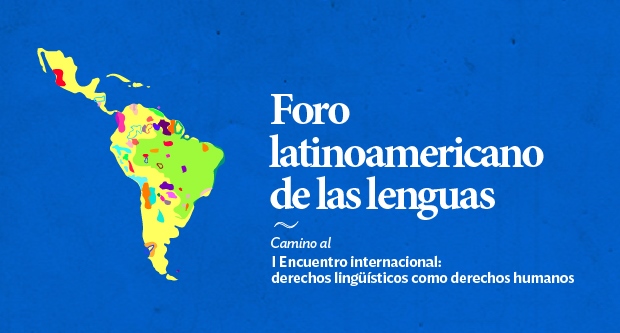 Foro
latinoamericano
de las lenguas
Camino al
I Encuentro internacional:
derechos lingüísticos como derechos humanos